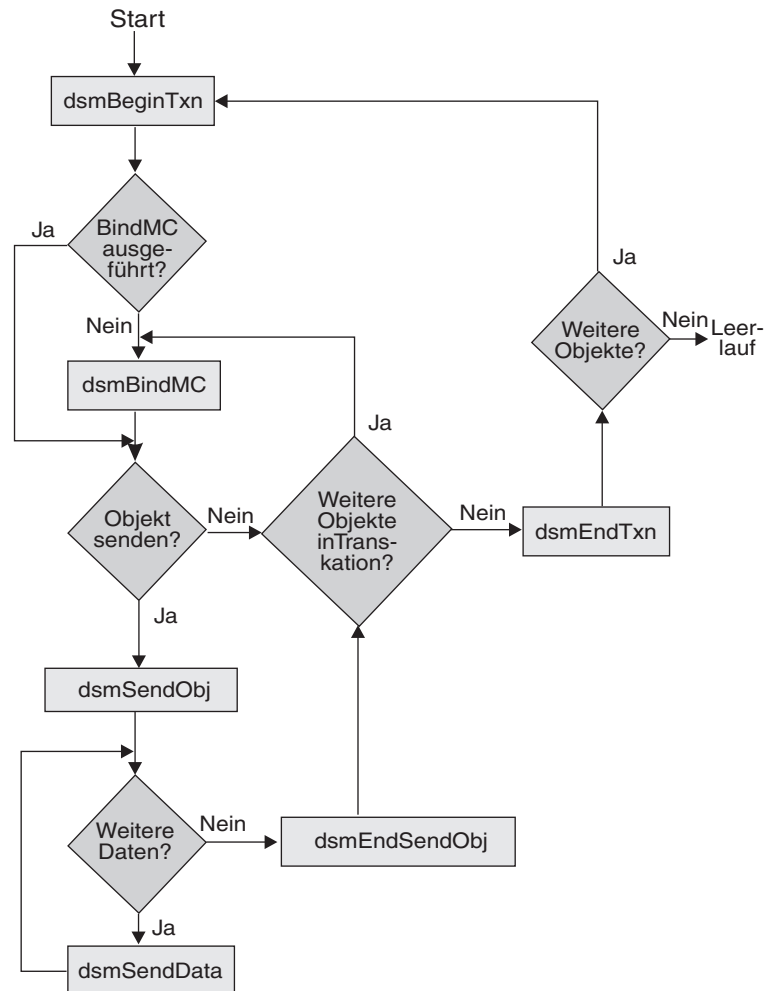 Start
dsmBeginTxn
Ja
BindMC
ausge-
führt?
Nein
dsmBindMC
Objekt
senden?
Nein
Ja
dsmSendObj
Weitere
Daten?
Nein
Ja
dsmSendData
dsmEndSendObj
Weitere
Objekte
inTrans-
kation?
Ja
Nein
dsmEndTxn
Weitere
Objekte?
Ja
Nein
Leer-
lauf